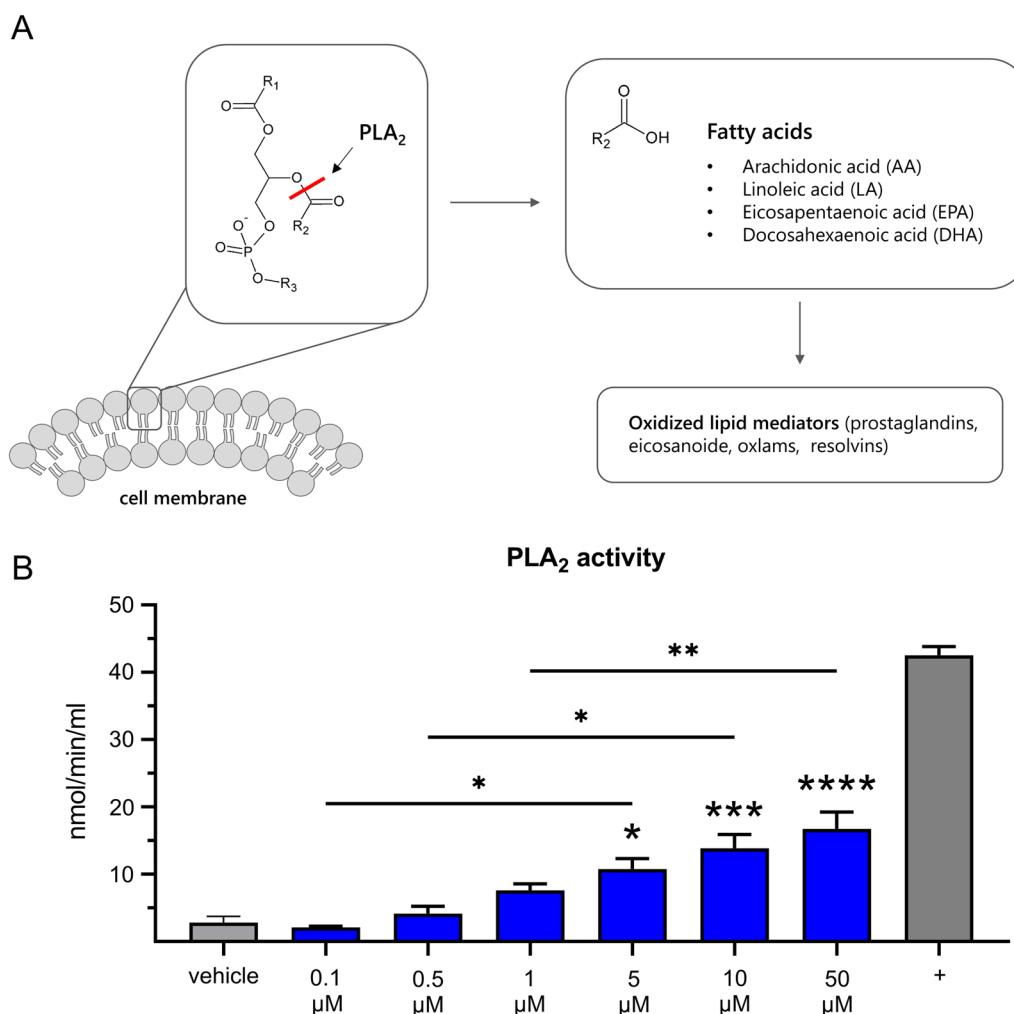 A
R1
O
O
PLA2
O
O
R2
O-
O
O
P
O
R3
cell membrane
O
R2
OH
Fatty acids
• Arachidonic acid (AA)
• Linoleic acid (LA)
• Eicosapentaenoic acid (EPA)
• Docosahexaenoic acid (DHA)
Oxidized lipid mediators (prostaglandins,
eicosanoide, oxlams, resolvins)
B
PLA2 activity
nmol/min/ml
50
40
30
20
10
**
*
*
*
***
****
vehicle
0.1 µM
0.5 µM
1 µM
5 µM
10 µM
50 µM
+